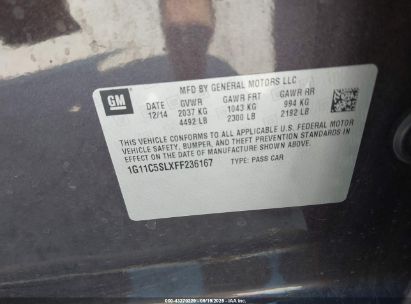 MFD BY GENERAL MOTORS LLC
GM
DATE GVWR GAWR FRT GAWR RR
12/14 2037 KG 1043 KG 994 KG
4492 LB 2300 LB 2192 LB
THIS VEHICLE CONFORMS TO ALL APPLICABLE U.S. FEDERAL MOTOR
VEHICLE SAFETY, BUMPER, AND THEFT PREVENTION STANDARDS
IN EFFECT ON THE DATE OF MANUFACTURE SHOWN ABOVE.
1G11C5SLXFF236167 TYPE: PASS CAR